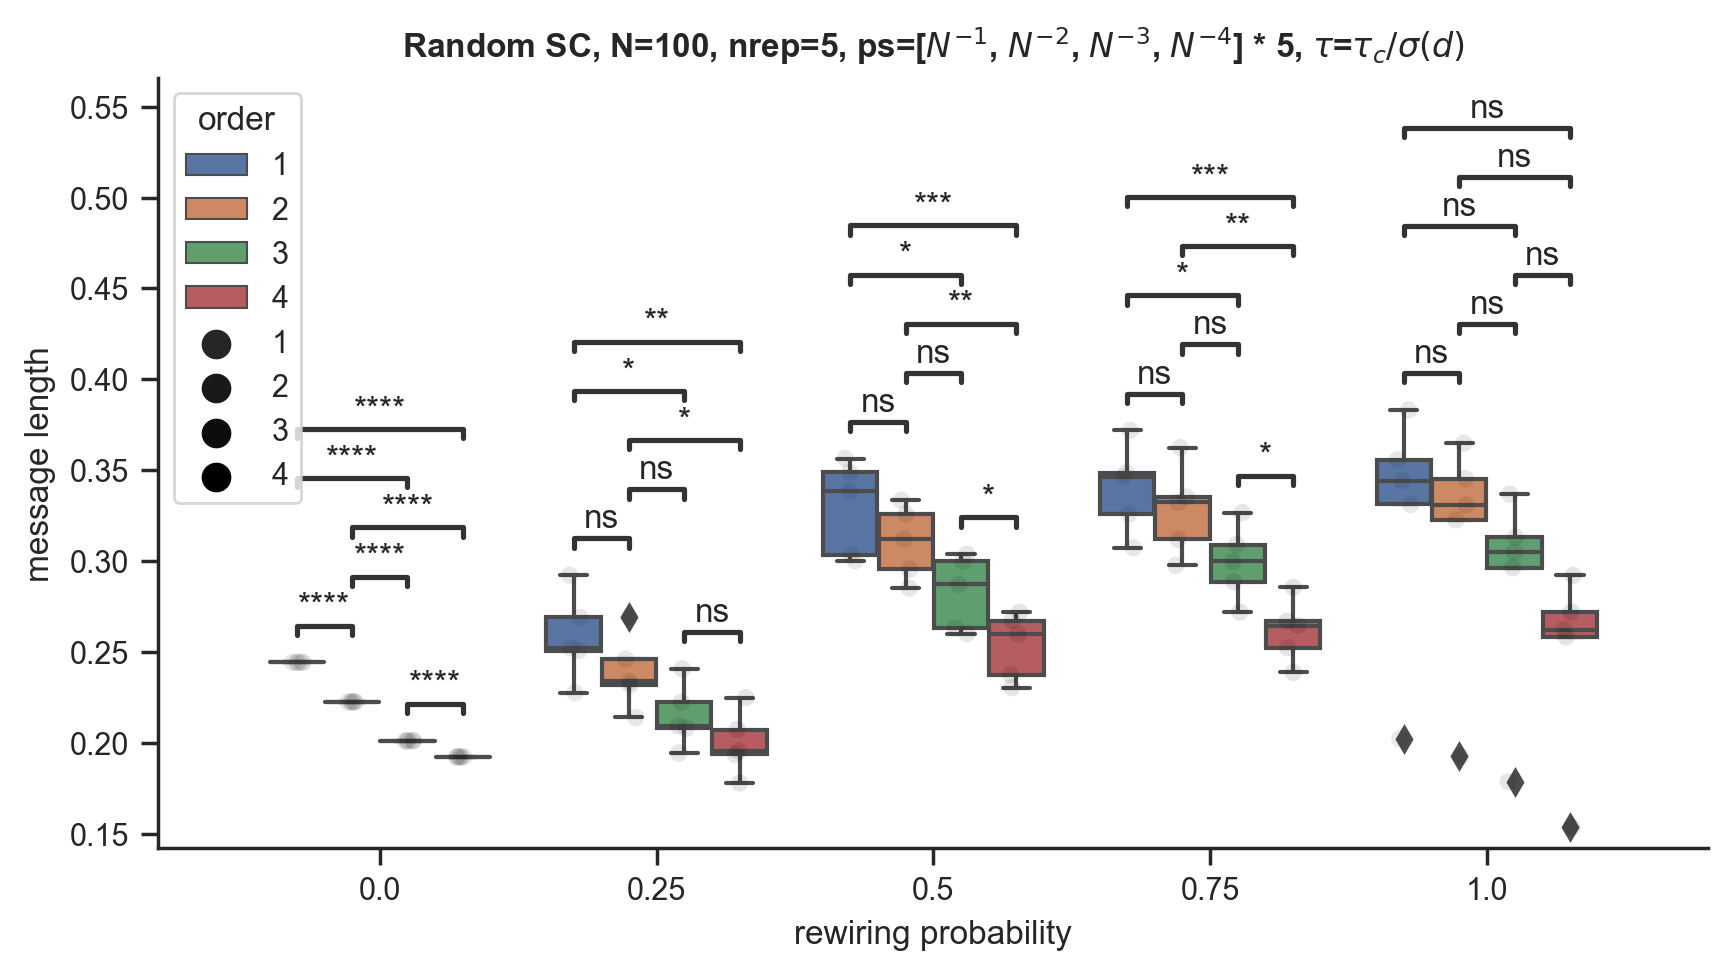 Random SC, N=100, nrep=5, ps=[N⁻¹, N⁻², N⁻³, N⁻⁴] * 5, τ=τ_c/σ(d)
message length
0.55
0.50
0.45
0.40
0.35
0.30
0.25
0.20
0.15
order
1
2
3
4
1
2
3
4
****
****
****
****
****
****
**
*
*
ns
ns
ns
***
*
**
ns
ns
*
***
**
*
ns
ns
*
ns
ns
ns
ns
ns
ns
0.0 0.25 0.5 0.75 1.0
rewiring probability